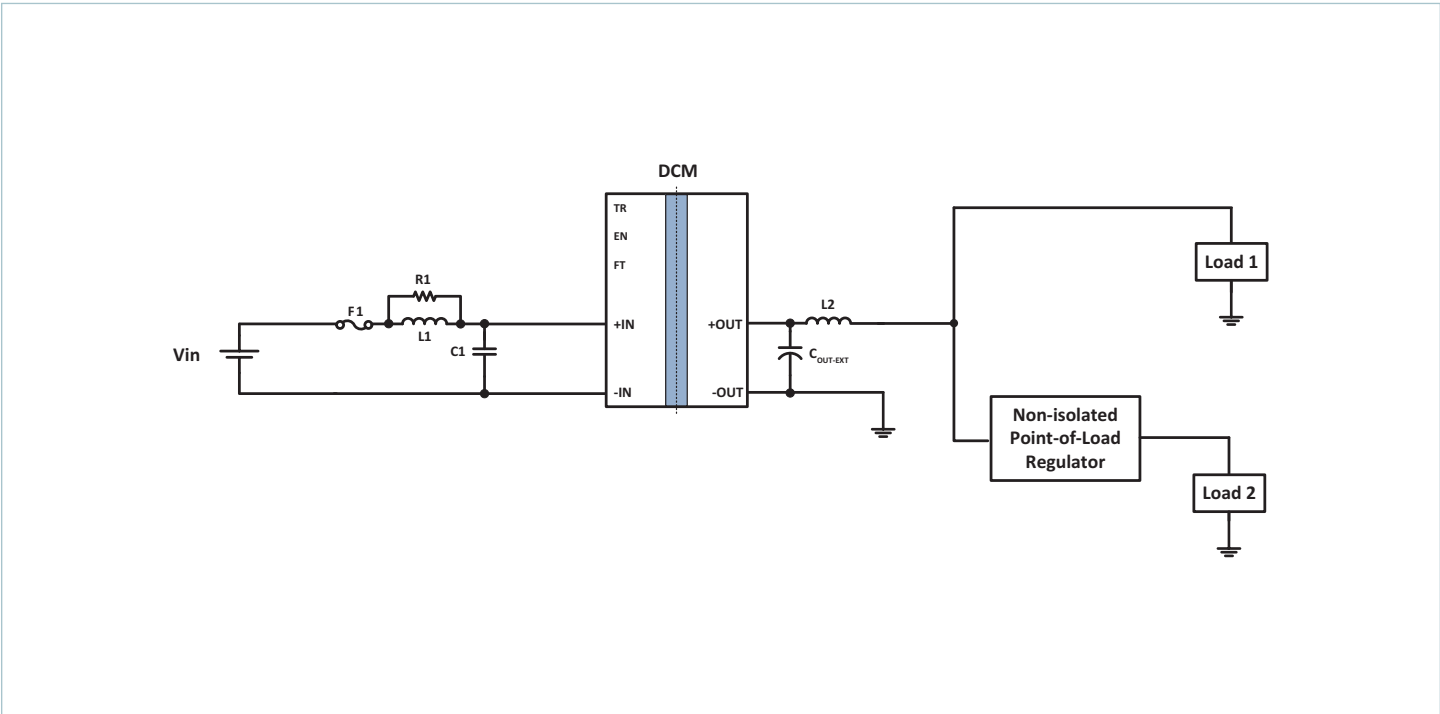 DCM
TR
EN
FT
+IN
-IN
+OUT
-OUT
Vin
F1
R1
L1
C1
L2
COUT-EXT
Load 1
Non-isolated
Point-of-Load
Regulator
Load 2